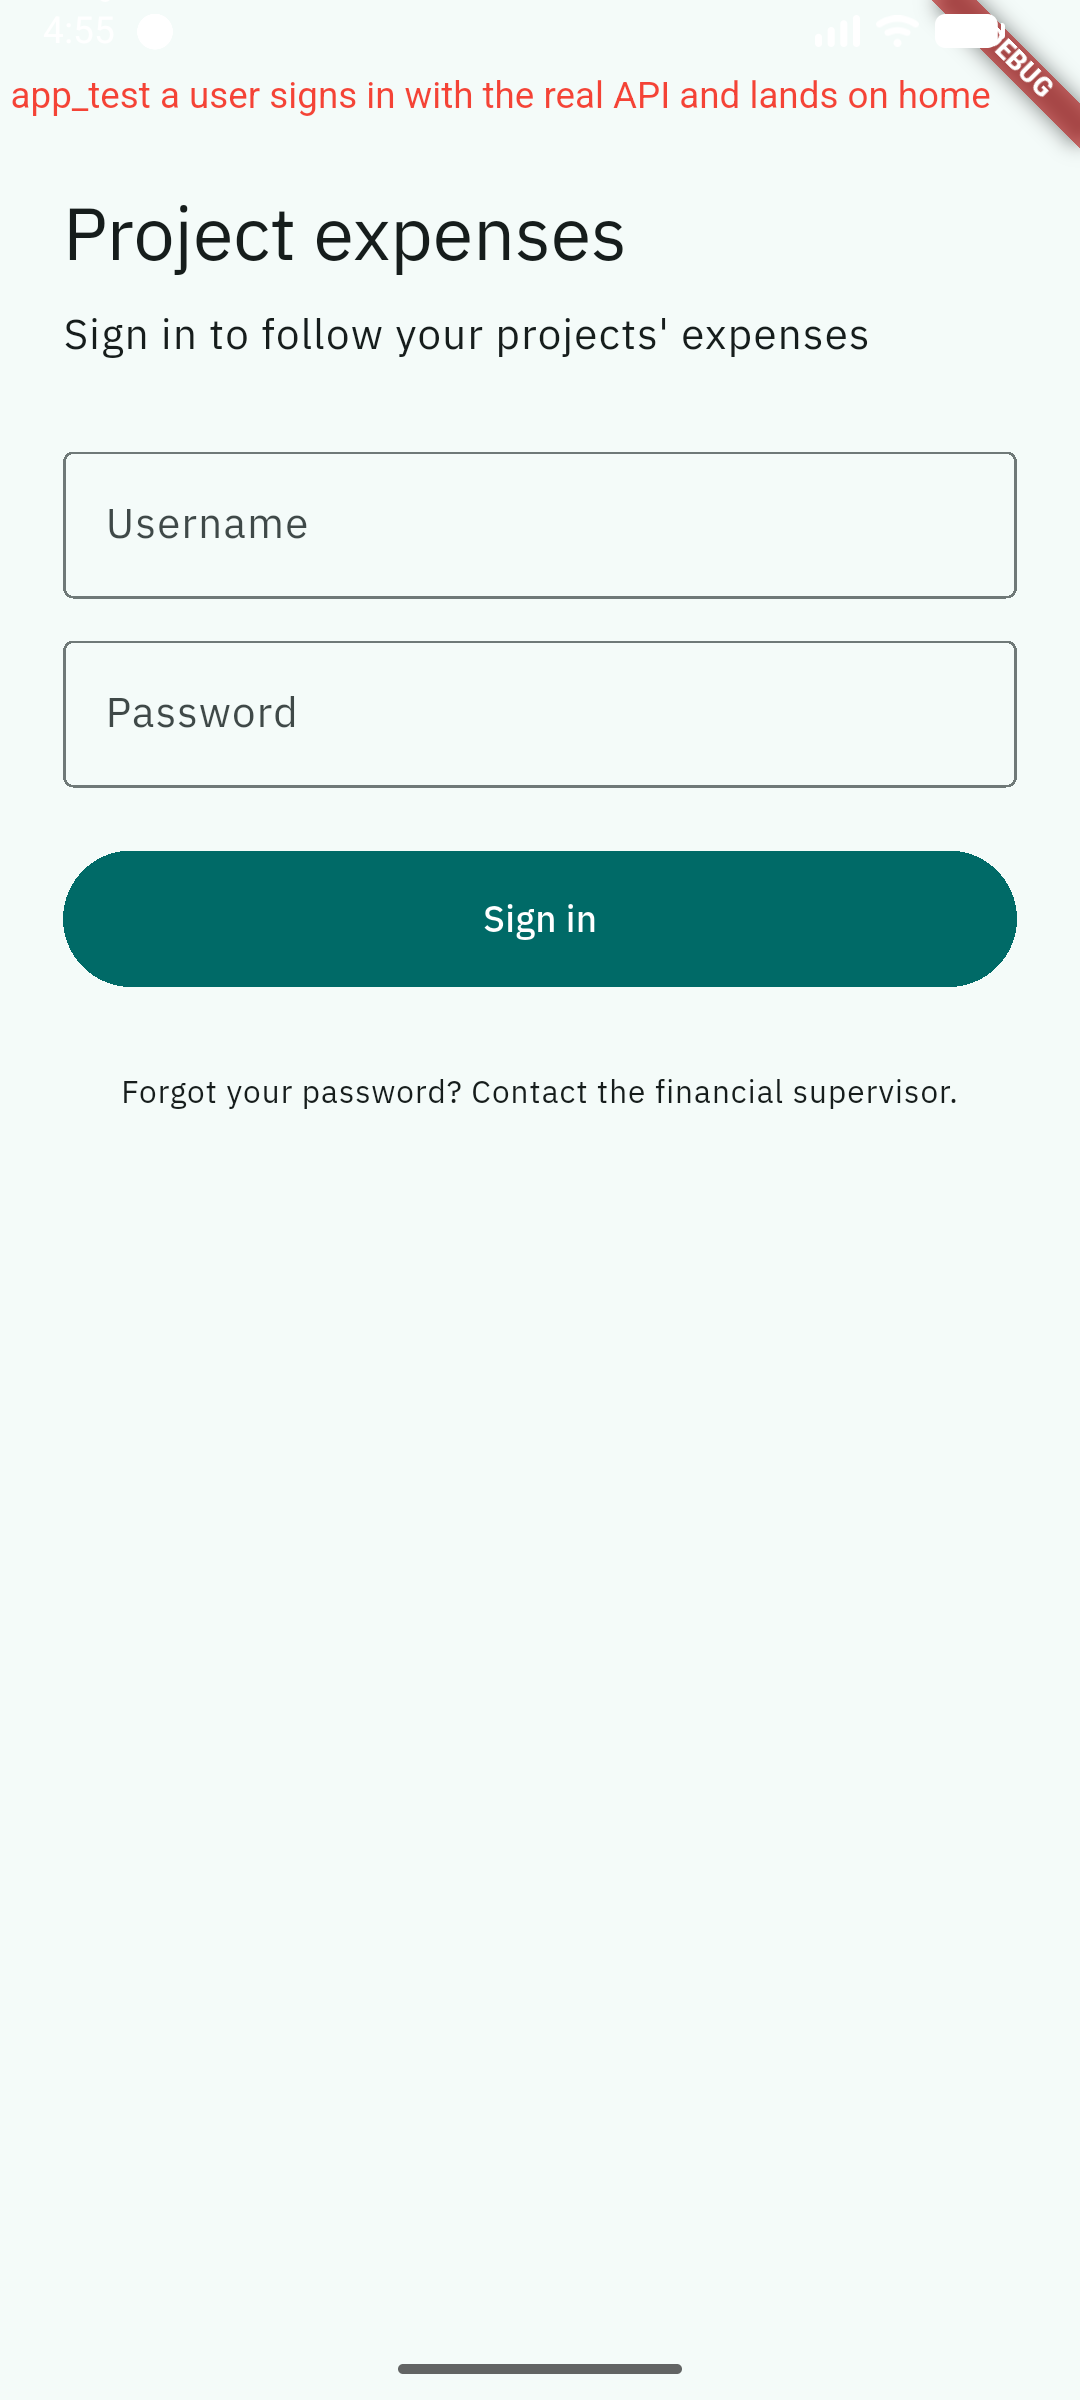 4:55
DEBUG
app_test a user signs in with the real API and lands on home
Project expenses
Sign in to follow your projects' expenses
Username
Password
Sign in
Forgot your password? Contact the financial supervisor.